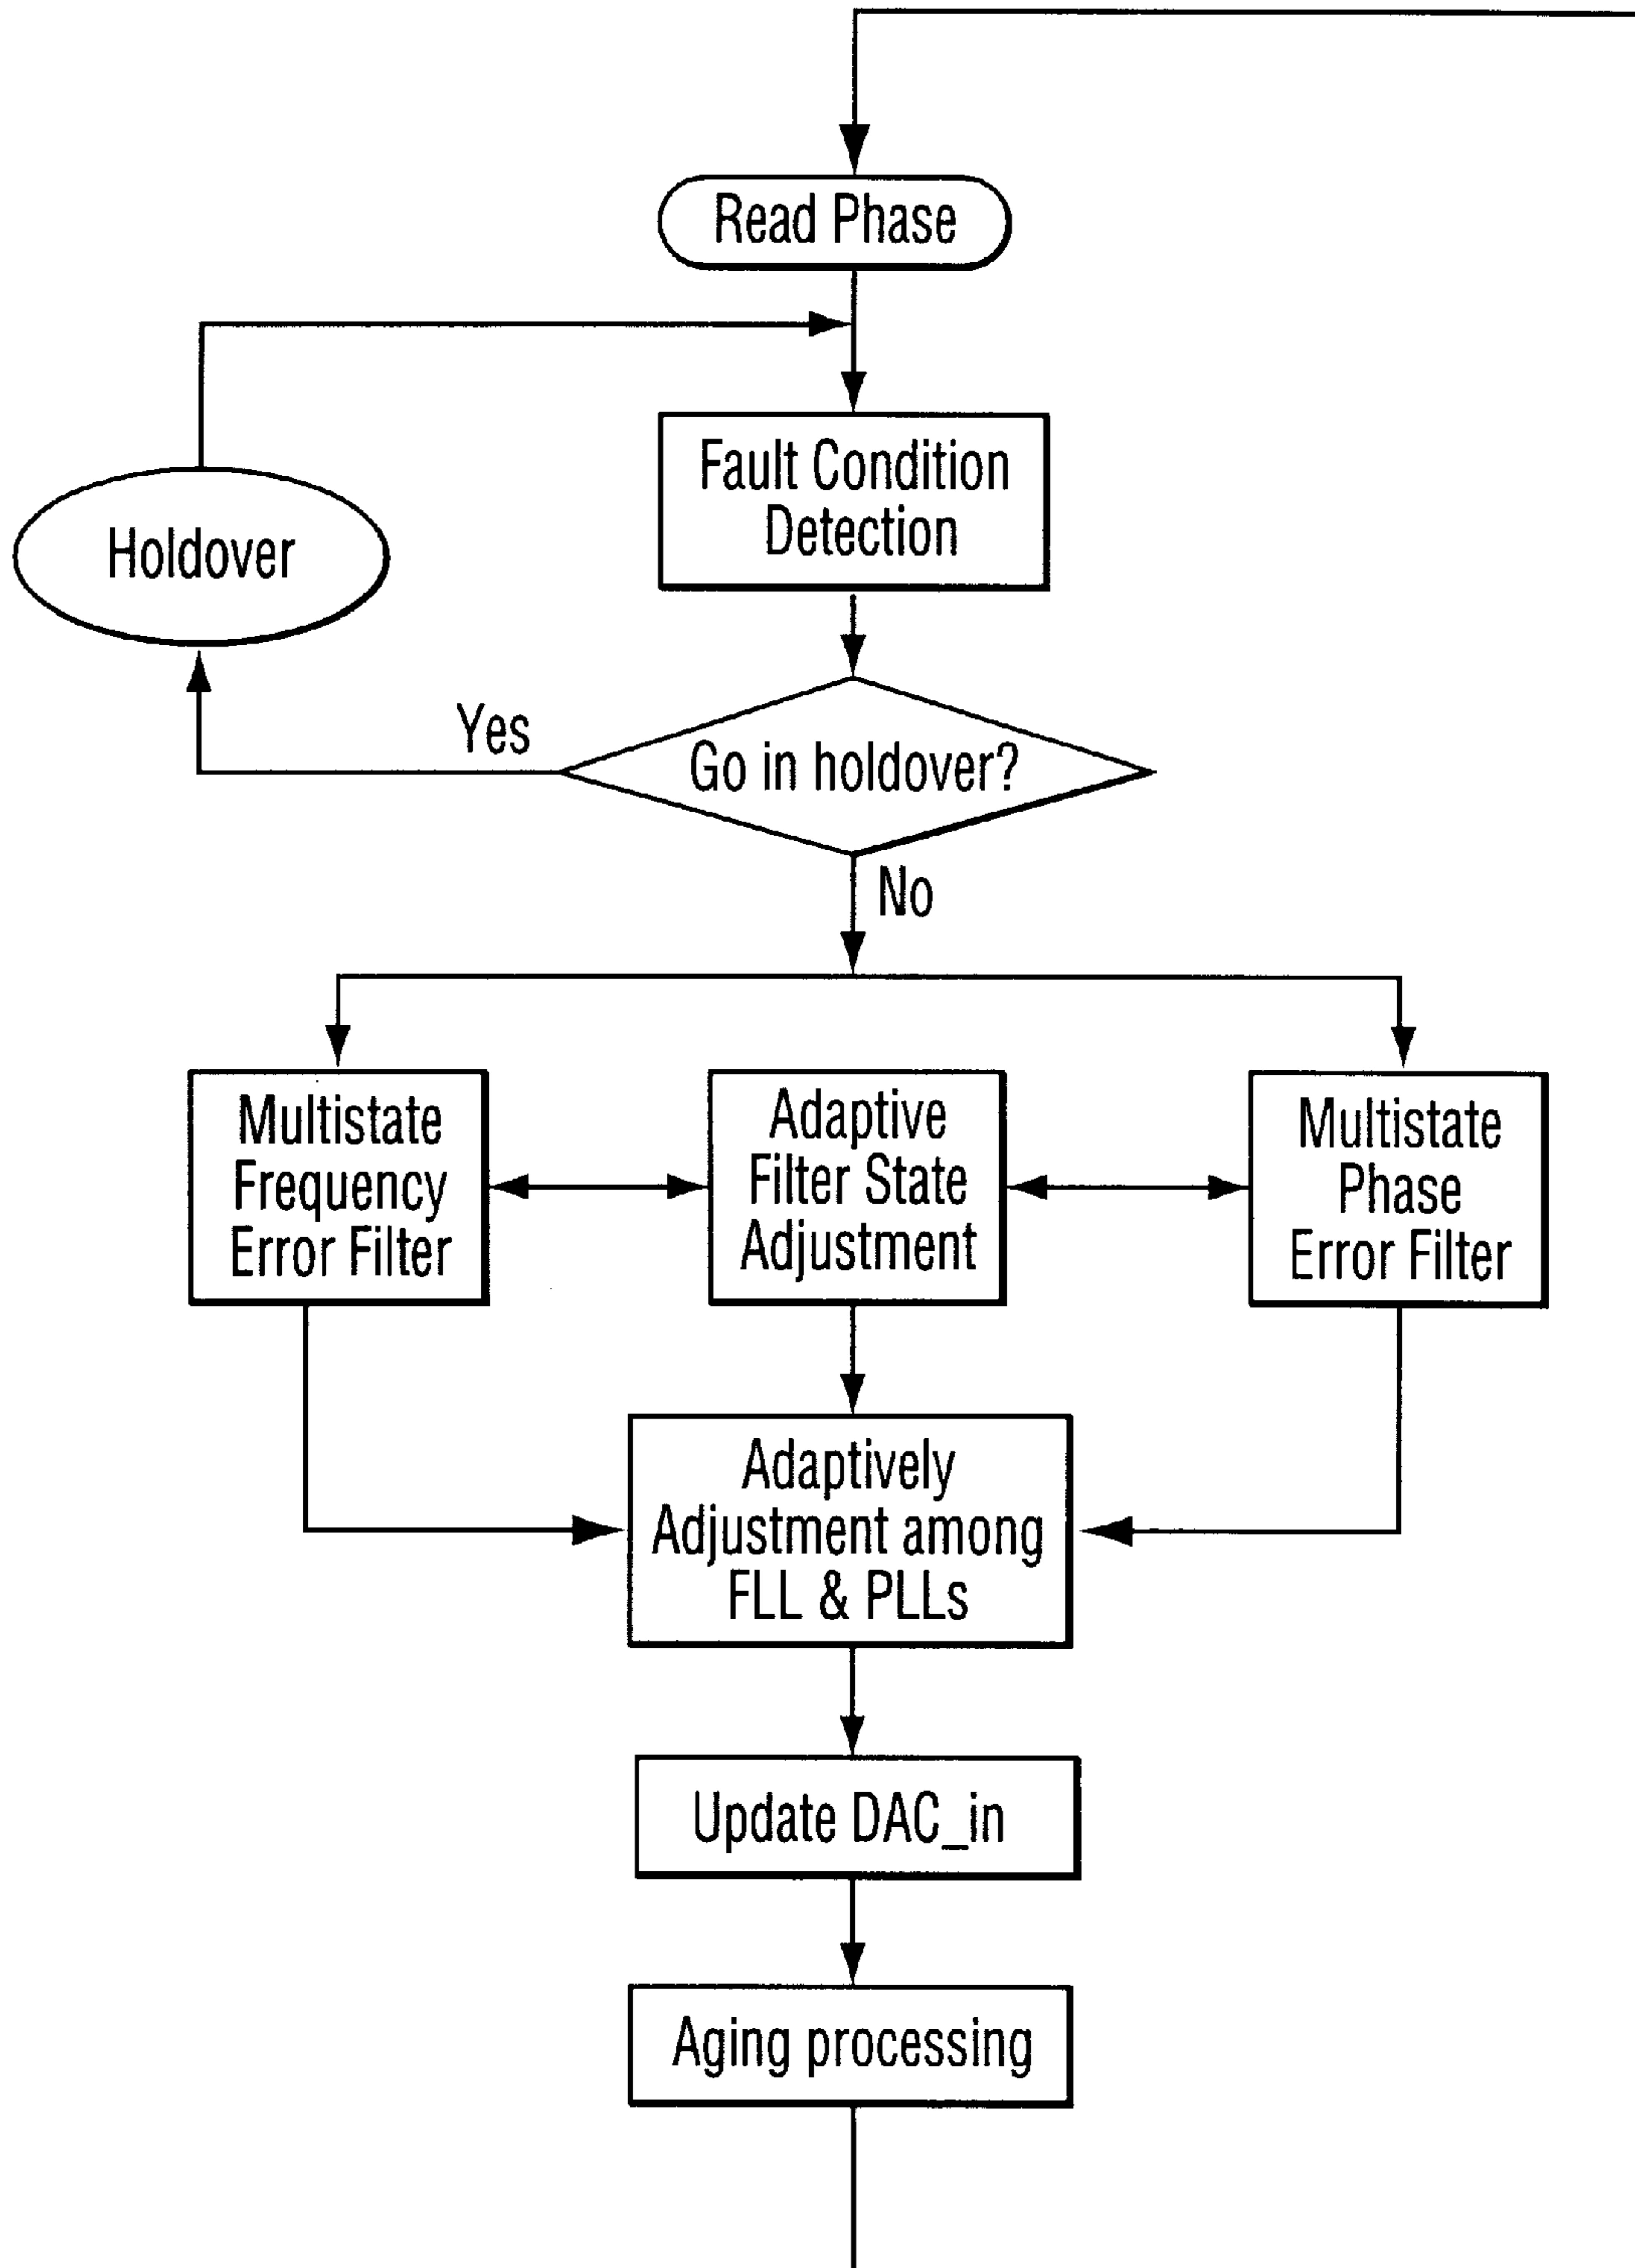 Read Phase
Fault Condition
Detection
Holdover
Yes
Go in holdover?
No
Multistate
Frequency
Error Filter
Adaptive
Filter State
Adjustment
Multistate
Phase
Error Filter
Adaptively
Adjustment among
FLL & PLLs
Update DAC_in
Aging processing